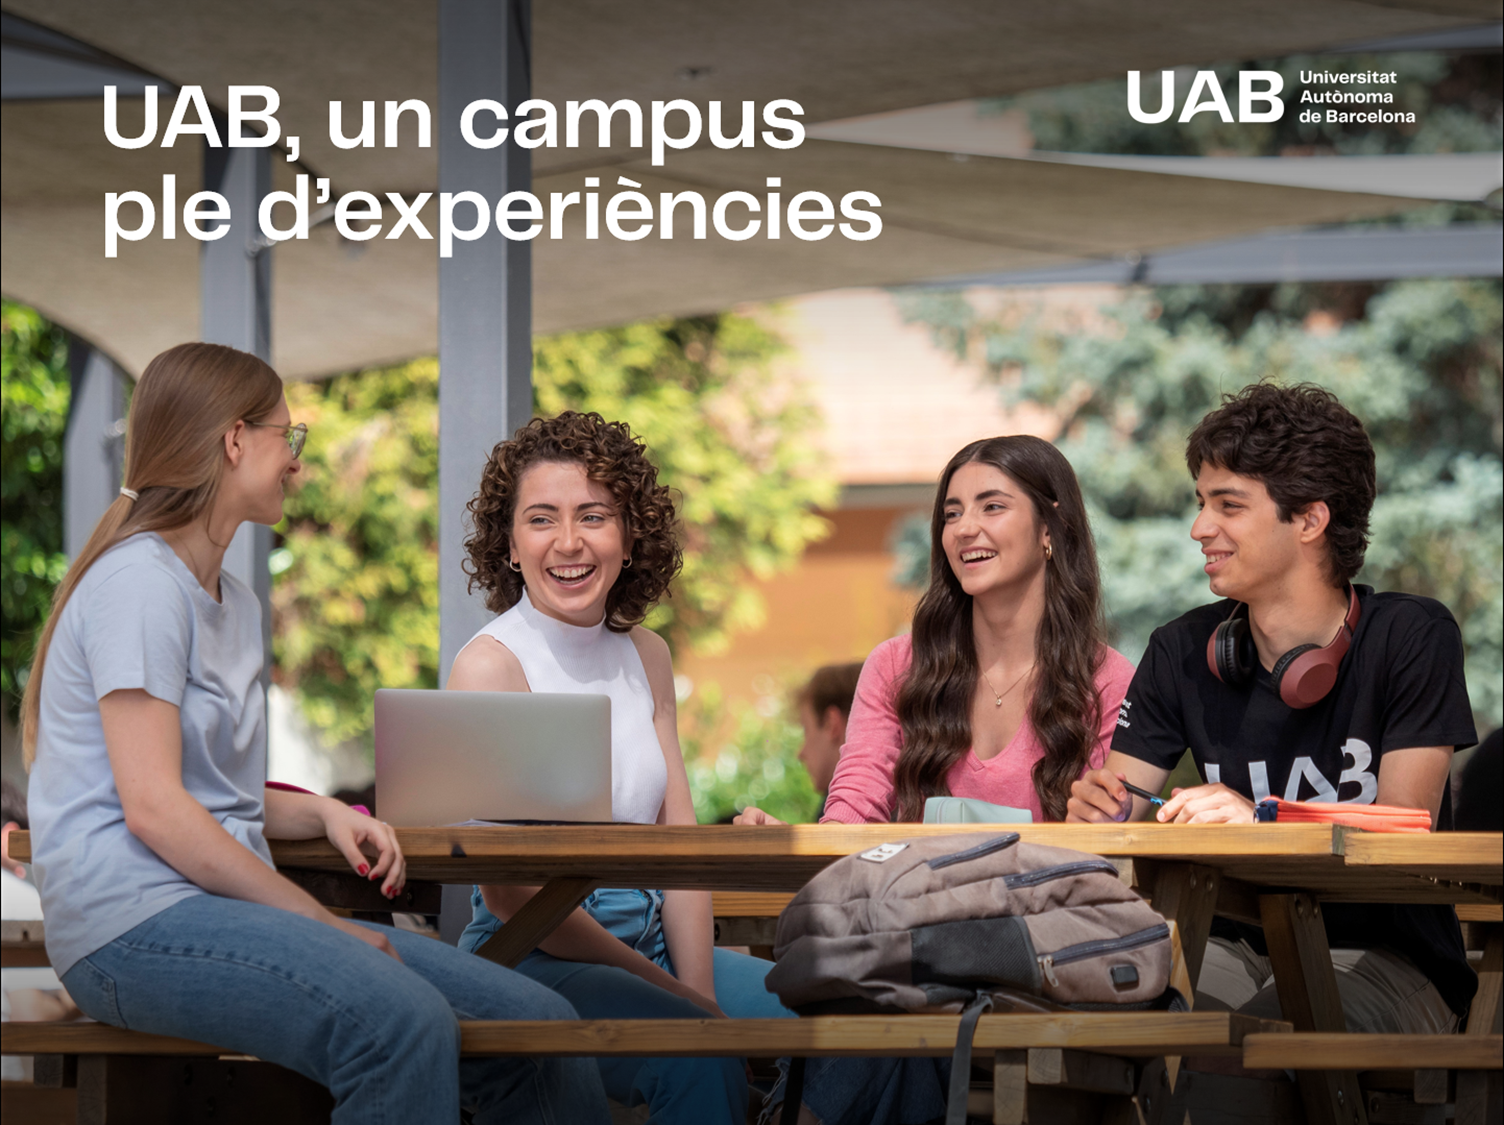 UAB, un campus
ple d'experiències
UAB
Universitat
Autònoma
de Barcelona
UAB